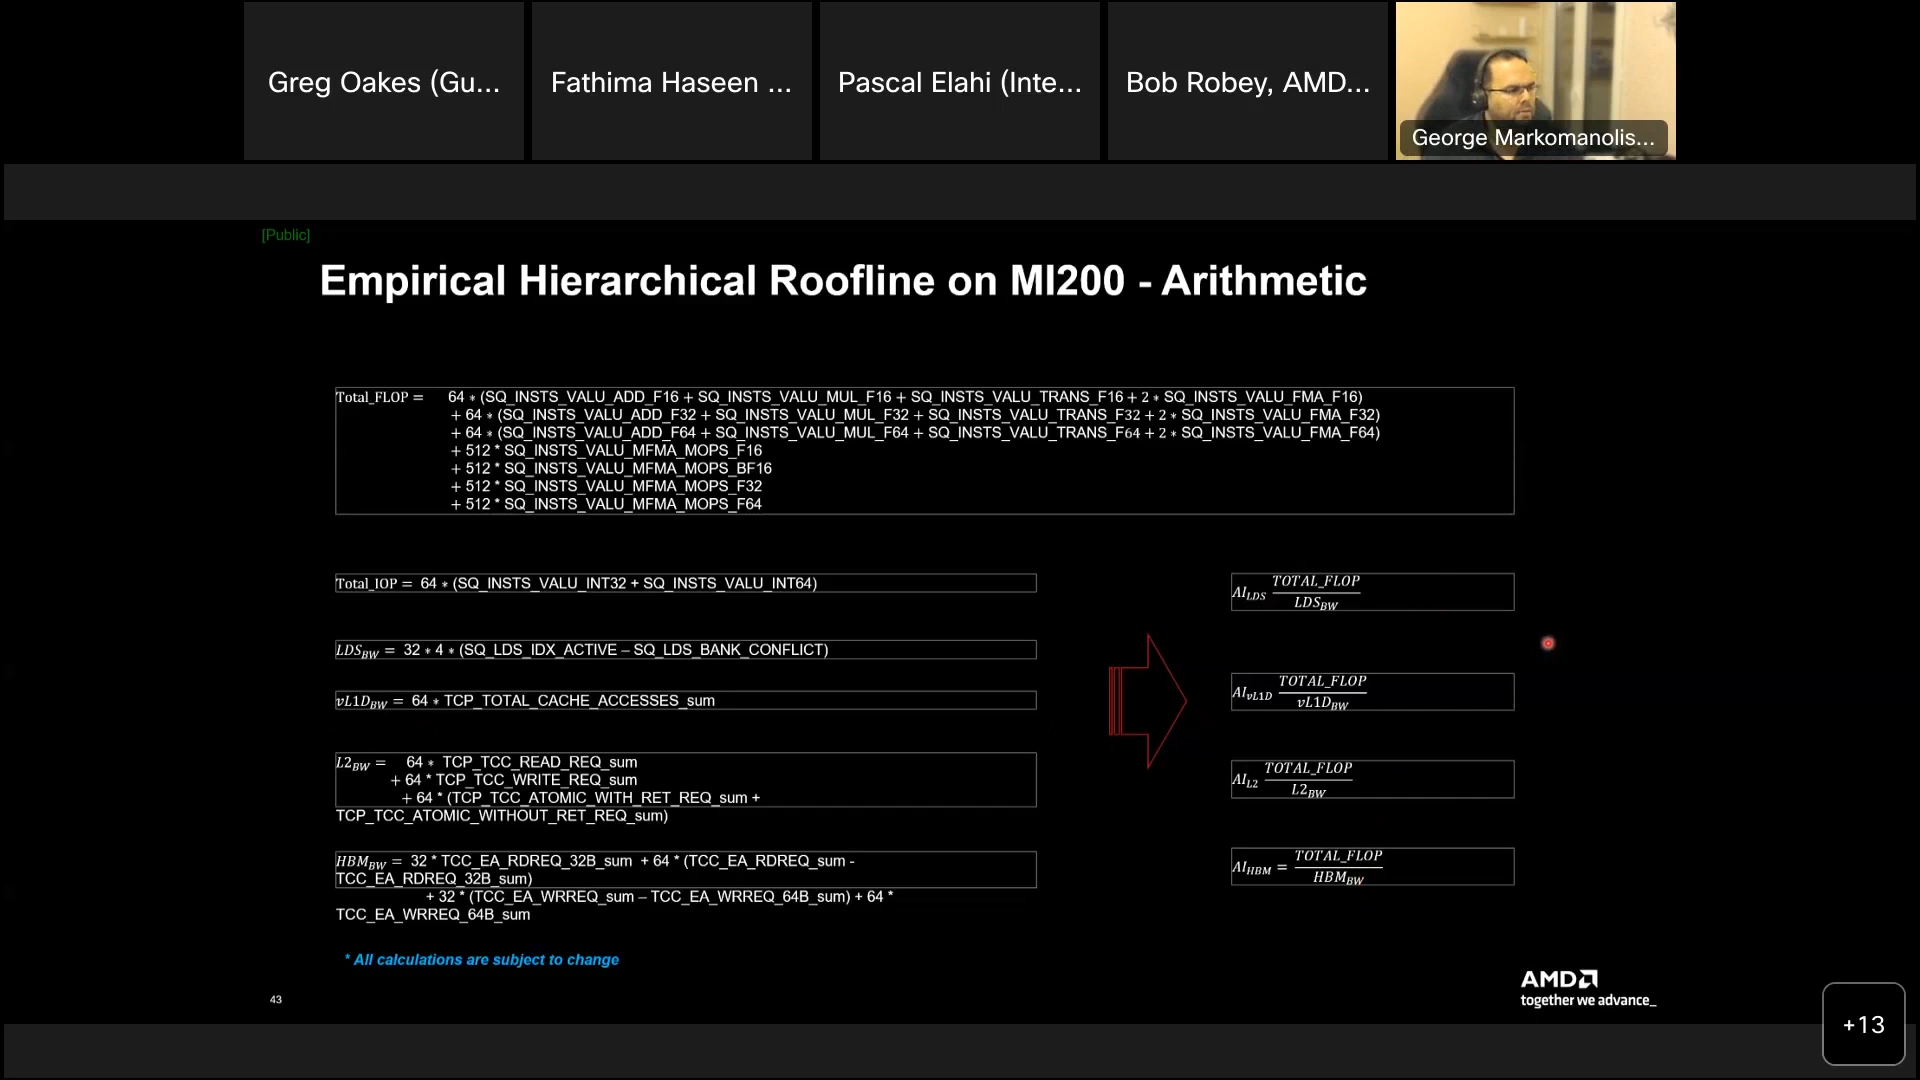 Greg Oakes (Gu...
Fathima Haseen ...
Pascal Elahi (Inte...
Bob Robey, AMD...
George Markomanolis...
[Public]
Empirical Hierarchical Roofline on MI200 - Arithmetic
Total_FLOP = 64 * (SQ_INSTS_VALU_ADD_F16 + SQ_INSTS_VALU_MUL_F16 + SQ_INSTS_VALU_TRANS_F16 + 2 * SQ_INSTS_VALU_FMA_F16)
+ 64 * (SQ_INSTS_VALU_ADD_F32 + SQ_INSTS_VALU_MUL_F32 + SQ_INSTS_VALU_TRANS_F32 + 2 * SQ_INSTS_VALU_FMA_F32)
+ 64 * (SQ_INSTS_VALU_ADD_F64 + SQ_INSTS_VALU_MUL_F64 + SQ_INSTS_VALU_TRANS_F64 + 2 * SQ_INSTS_VALU_FMA_F64)
+ 512 * SQ_INSTS_VALU_MFMA_MOPS_F16
+ 512 * SQ_INSTS_VALU_MFMA_MOPS_BF16
+ 512 * SQ_INSTS_VALU_MFMA_MOPS_F32
+ 512 * SQ_INSTS_VALU_MFMA_MOPS_F64
Total_IOP = 64 * (SQ_INSTS_VALU_INT32 + SQ_INSTS_VALU_INT64)
LDS_BW = 32 * 4 * (SQ_LDS_IDX_ACTIVE – SQ_LDS_BANK_CONFLICT)
vL1D_BW = 64 * TCP_TOTAL_CACHE_ACCESSES_sum
L2_BW = 64 * TCP_TCC_READ_REQ_sum
+ 64 * TCP_TCC_WRITE_REQ_sum
+ 64 * (TCP_TCC_ATOMIC_WITH_RET_REQ_sum +
TCP_TCC_ATOMIC_WITHOUT_RET_REQ_sum)
HBM_BW = 32 * TCC_EA_RDREQ_32B_sum + 64 * (TCC_EA_RDREQ_sum -
TCC_EA_RDREQ_32B_sum)
+ 32 * (TCC_EA_WRREQ_sum – TCC_EA_WRREQ_64B_sum) + 64 *
TCC_EA_WRREQ_64B_sum
AI_LDS TOTAL_FLOP / LDS_BW
AI_vL1D TOTAL_FLOP / vL1D_BW
AI_L2 TOTAL_FLOP / L2_BW
AI_HBM = TOTAL_FLOP / HBM_BW
* All calculations are subject to change
43
AMD
together we advance_
+13